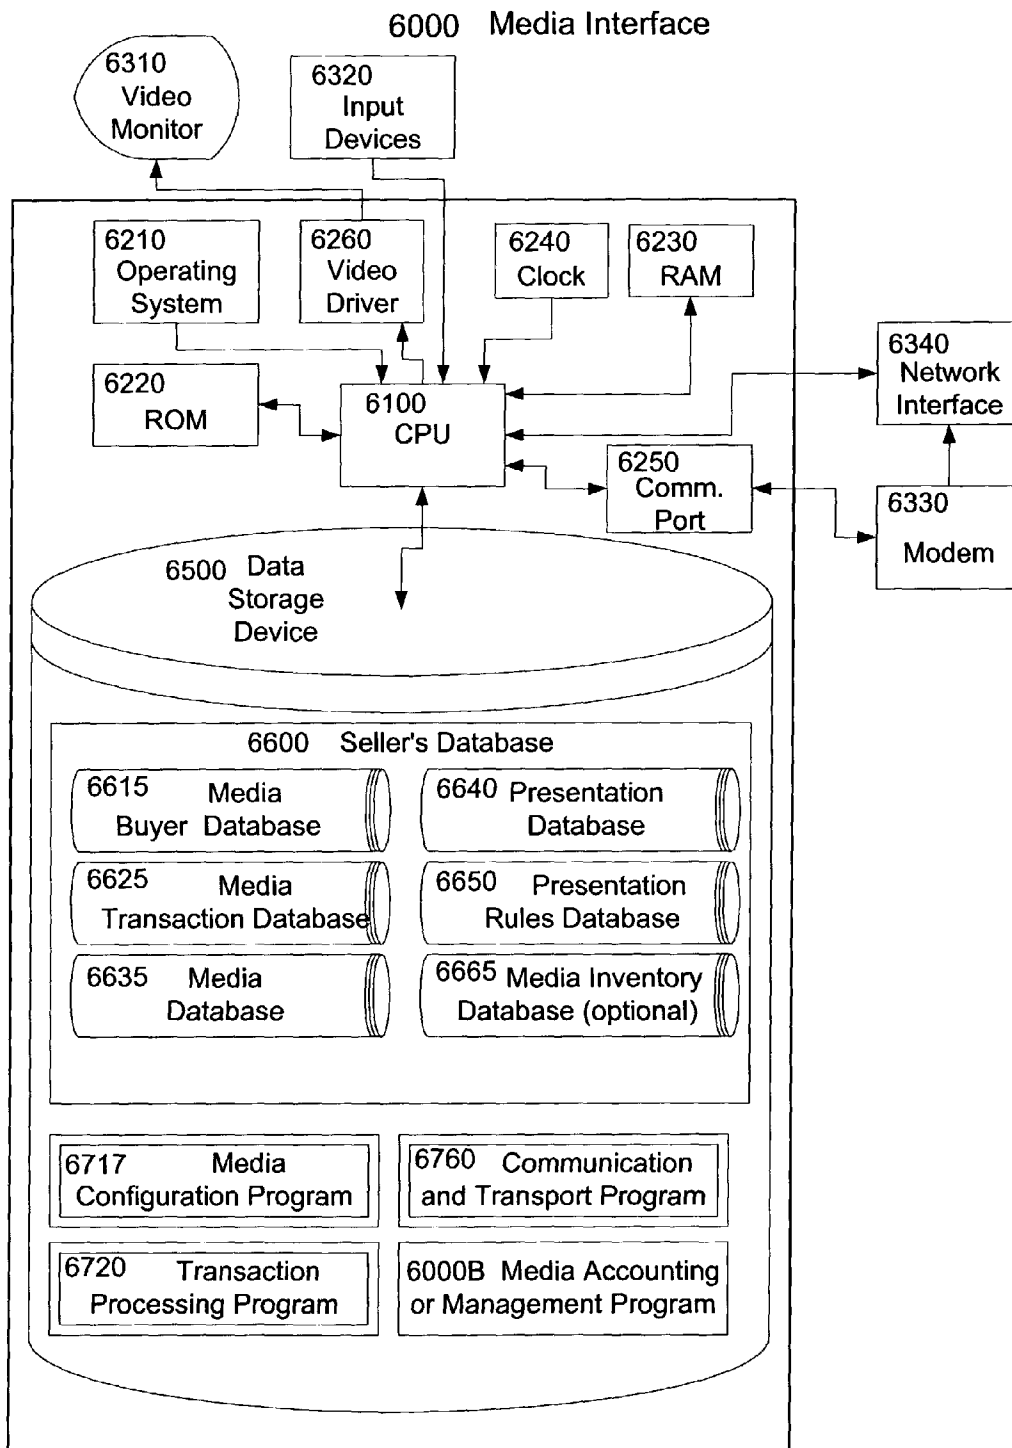 6000 Media Interface
6310
Video
Monitor
6320
Input
Devices
6210
Operating
System
6260
Video
Driver
6240
Clock
6230
RAM
6220
ROM
6100
CPU
6340
Network
Interface
6250
Comm.
Port
6330
Modem
6500 Data
Storage
Device
6600 Seller's Database
6615 Media
Buyer Database
6640 Presentation
Database
6625 Media
Transaction Database
6650 Presentation
Rules Database
6635 Media
Database
6665 Media Inventory
Database (optional)
6717 Media
Configuration Program
6760 Communication
and Transport Program
6720 Transaction
Processing Program
6000B Media Accounting
or Management Program